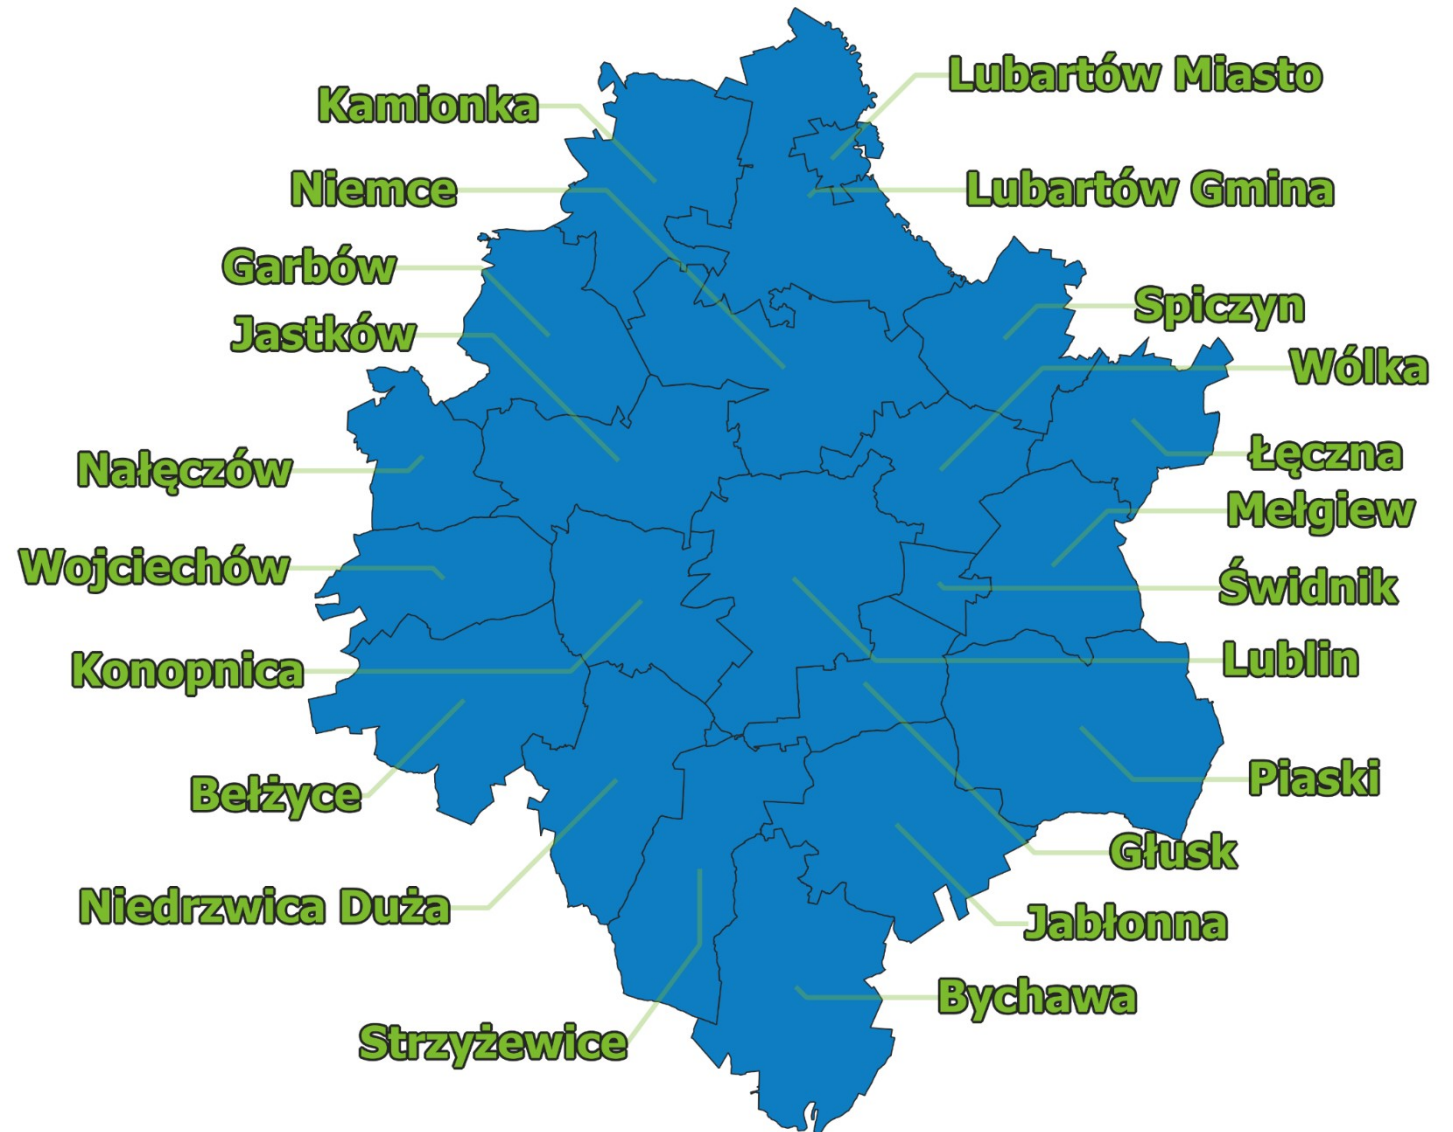 Lubartów Miasto
Kamionka
Niemce
Lubartów Gmina
Garbów
Spiczyn
Jastków
Wólka
Łęczna
Nałęczów
Mełgiew
Wojciechów
Świdnik
Lublin
Konopnica
Piaski
Bełżyce
Głusk
Niedrzwica Duża
Jabłonna
Bychawa
Strzyżewice